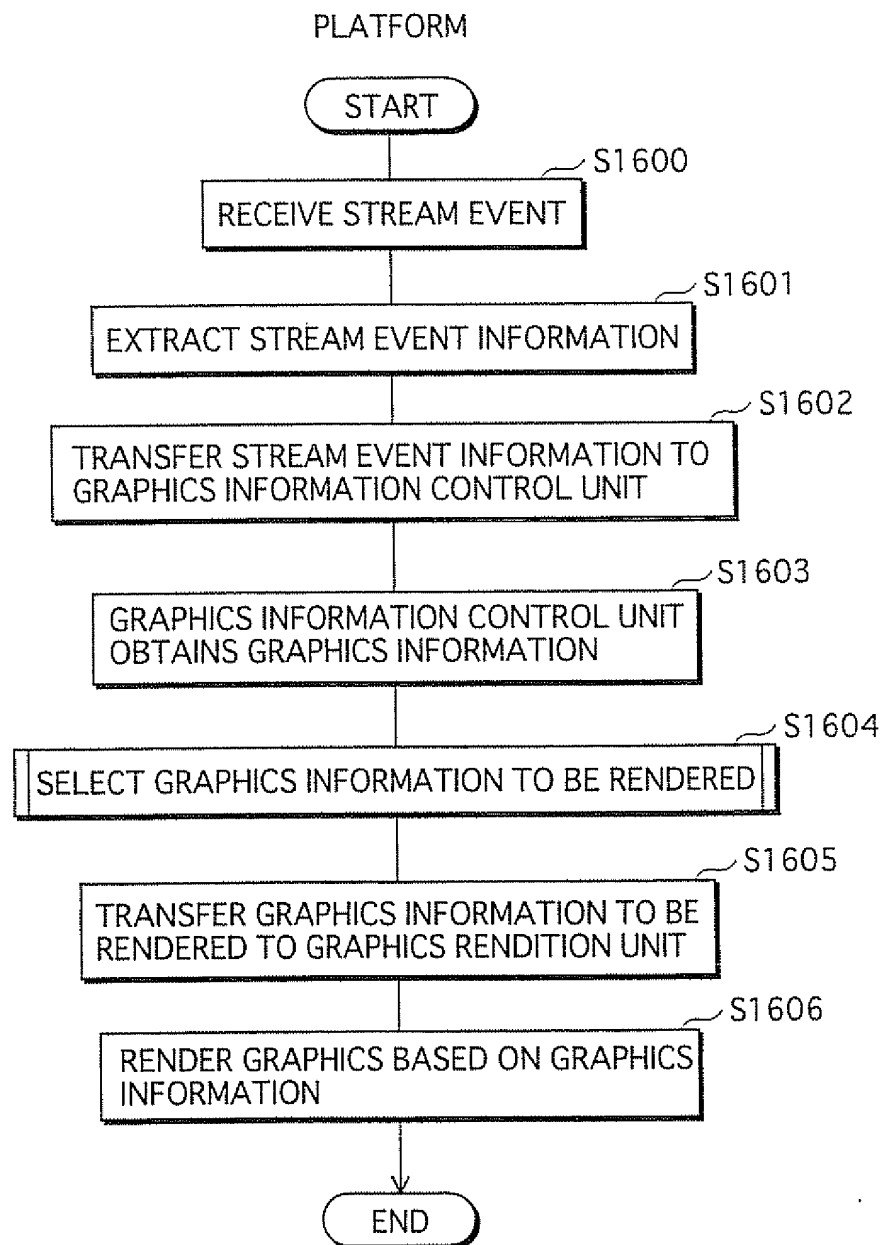 PLATFORM
START
S1600
RECEIVE STREAM EVENT
S1601
EXTRACT STREAM EVENT INFORMATION
S1602
TRANSFER STREAM EVENT INFORMATION TO
GRAPHICS INFORMATION CONTROL UNIT
S1603
GRAPHICS INFORMATION CONTROL UNIT
OBTAINS GRAPHICS INFORMATION
S1604
SELECT GRAPHICS INFORMATION TO BE RENDERED
S1605
TRANSFER GRAPHICS INFORMATION TO BE
RENDERED TO GRAPHICS RENDITION UNIT
S1606
RENDER GRAPHICS BASED ON GRAPHICS
INFORMATION
END